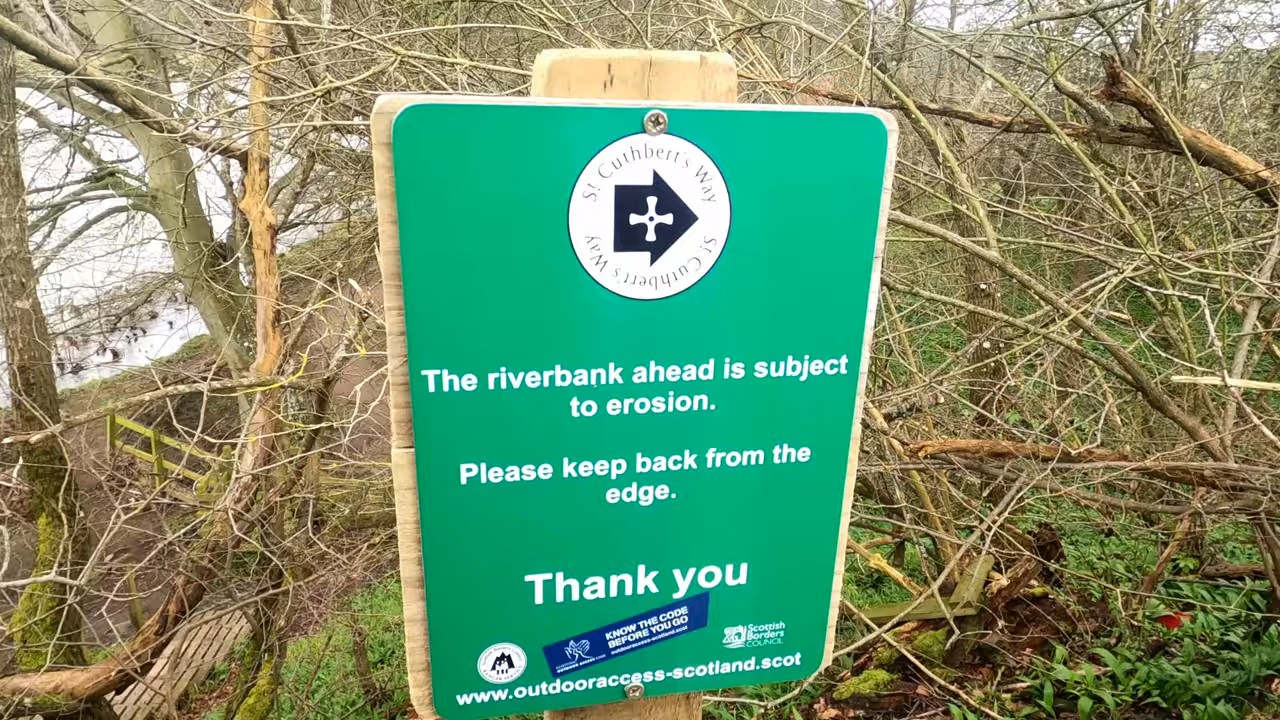 St Cuthbert's Way
St Cuthbert's Way
The riverbank ahead is subject
to erosion.
Please keep back from the
edge.
Thank you
KNOW THE CODE
BEFORE YOU GO
outdooraccess-scotland.scot
Scottish
Borders
COUNCIL
www.outdooraccess-scotland.scot